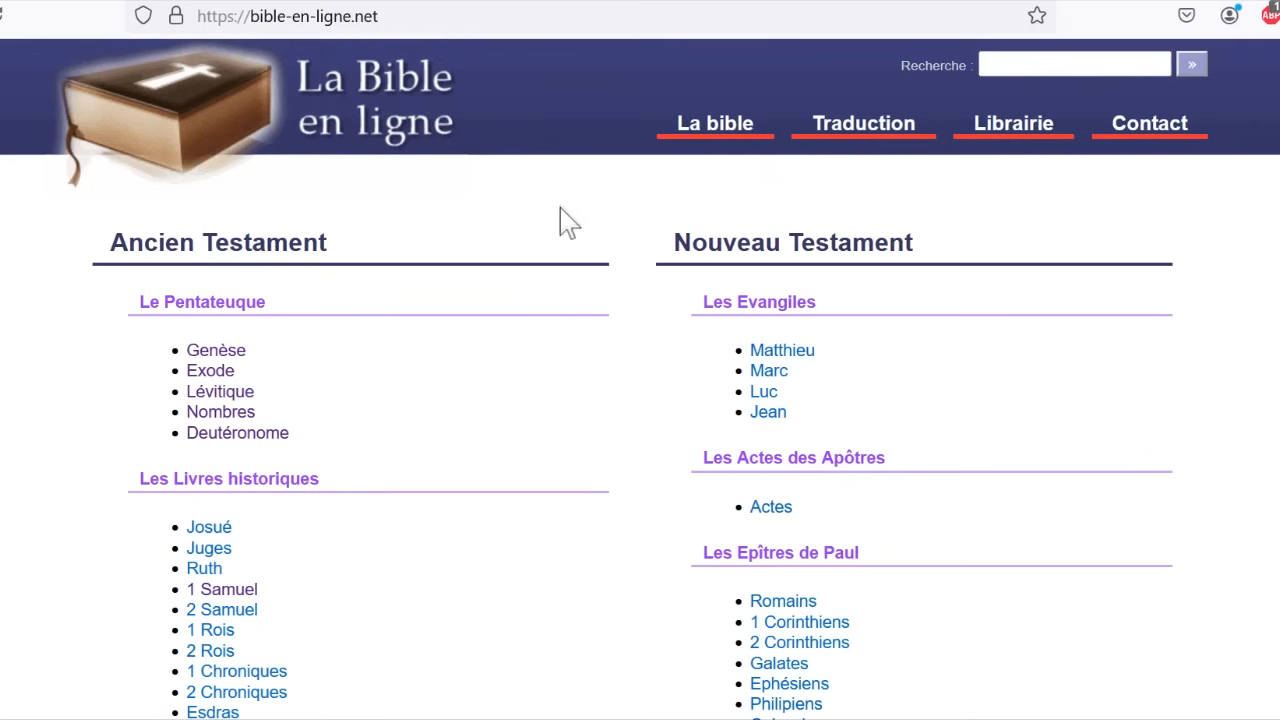 https://bible-en-ligne.net
ABP
1
La Bible
en ligne
Recherche :
»
La bible
Traduction
Librairie
Contact
Ancien Testament
Le Pentateuque
Genèse
Exode
Lévitique
Nombres
Deutéronome
Les Livres historiques
Josué
Juges
Ruth
1 Samuel
2 Samuel
1 Rois
2 Rois
1 Chroniques
2 Chroniques
Esdras
Nouveau Testament
Les Evangiles
Matthieu
Marc
Luc
Jean
Les Actes des Apôtres
Actes
Les Epîtres de Paul
Romains
1 Corinthiens
2 Corinthiens
Galates
Ephésiens
Philipiens